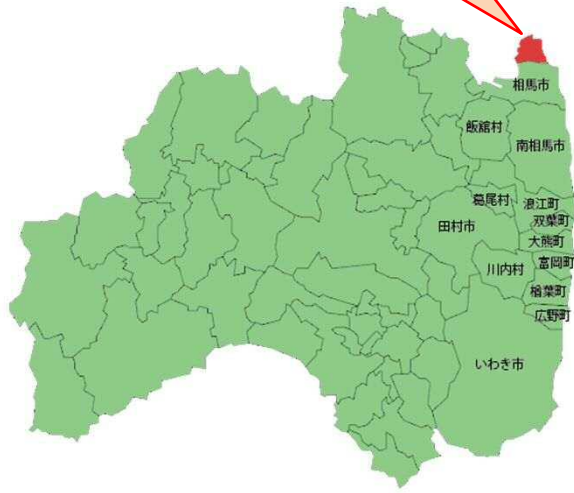 相馬市
飯舘村
南相馬市
葛尾村
浪江町
双葉町
田村市
大熊町
富岡町
川内村
楢葉町
広野町
いわき市